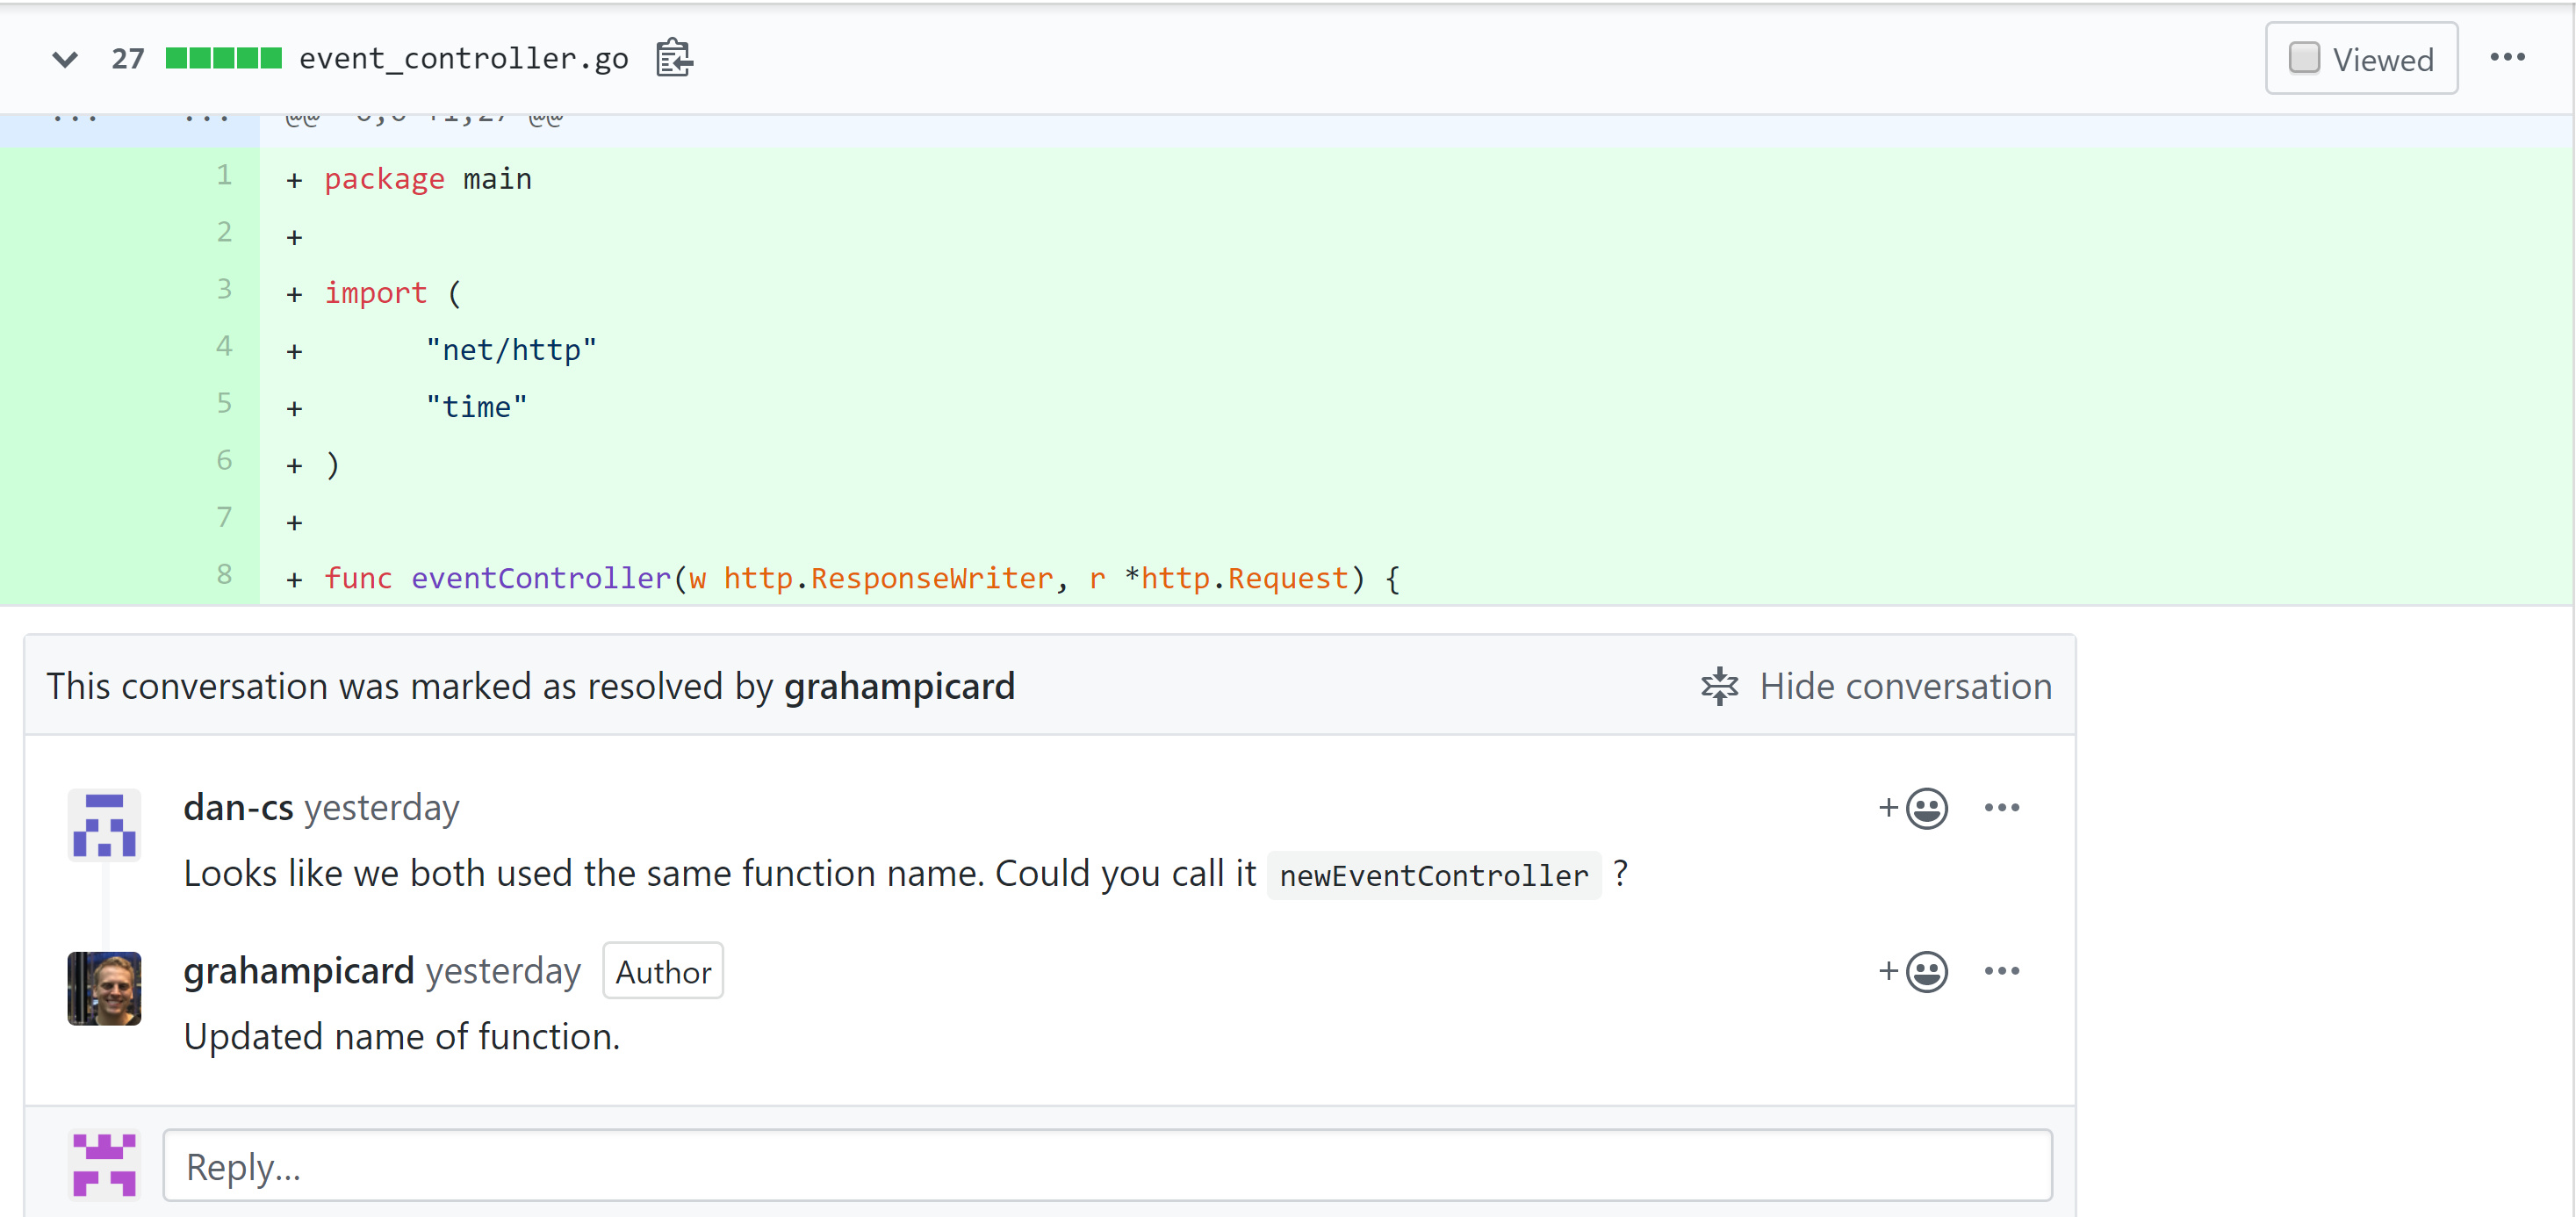 27 event_controller.go Viewed
1 + package main
2 +
3 + import (
4 + "net/http"
5 + "time"
6 + )
7 +
8 + func eventController(w http.ResponseWriter, r *http.Request) {
This conversation was marked as resolved by grahampicard Hide conversation
dan-cs yesterday
Looks like we both used the same function name. Could you call it newEventController ?
grahampicard yesterday Author
Updated name of function.
Reply...